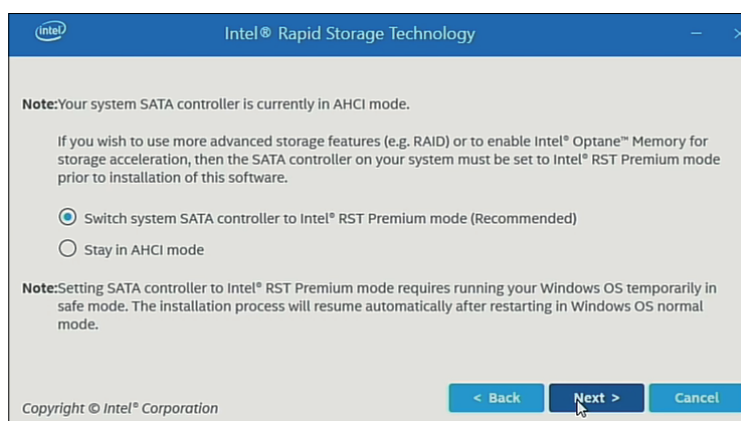 intel
Intel® Rapid Storage Technology
Note:Your system SATA controller is currently in AHCI mode.
If you wish to use more advanced storage features (e.g. RAID) or to enable Intel® Optane™ Memory for
storage acceleration, then the SATA controller on your system must be set to Intel® RST Premium mode
prior to installation of this software.
Switch system SATA controller to Intel® RST Premium mode (Recommended)
Stay in AHCI mode
Note:Setting SATA controller to Intel® RST Premium mode requires running your Windows OS temporarily in
safe mode. The installation process will resume automatically after restarting in Windows OS normal
mode.
< Back
Next >
Cancel
Copyright © Intel® Corporation